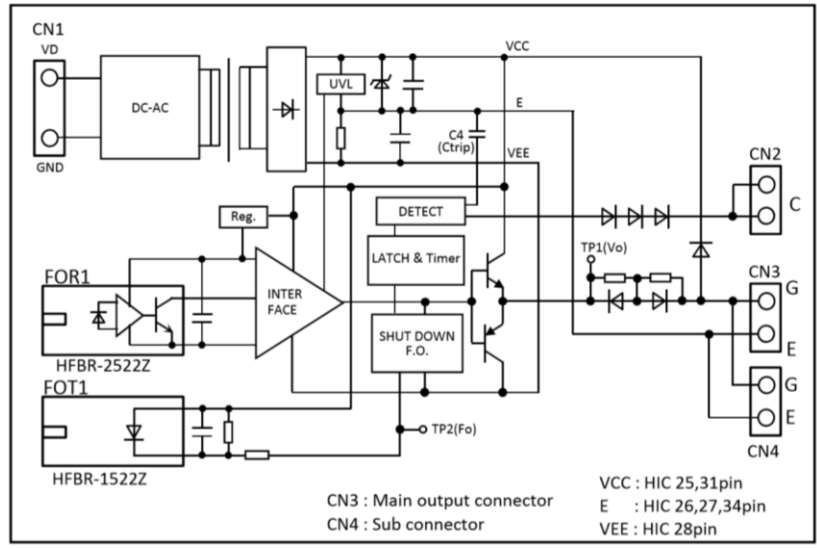 CN1
VD
GND
DC-AC
VCC
UVL
E
C4
(Ctrip)
VEE
CN2
C
Reg.
DETECT
LATCH & Timer
TP1(Vo)
FOR1
INTER
FACE
CN3
G
E
SHUT DOWN
F.O.
HFBR-2522Z
FOT1
G
E
TP2(Fo)
CN4
HFBR-1522Z
CN3 : Main output connector
CN4 : Sub connector
VCC : HIC 25,31pin
E : HIC 26,27,34pin
VEE : HIC 28pin